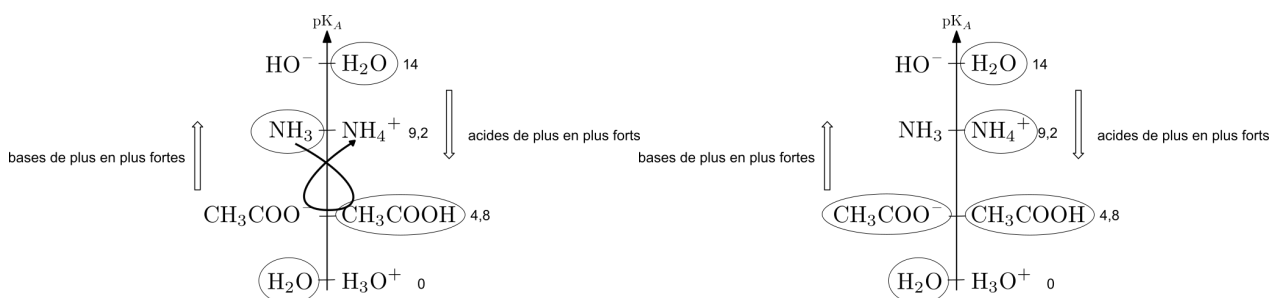 pK_A
HO⁻ H₂O 14
NH₃ NH₄⁺ 9,2
acides de plus en plus forts
bases de plus en plus fortes
CH₃COO⁻ CH₃COOH 4,8
H₂O H₃O⁺ 0
pK_A
HO⁻ H₂O 14
NH₃ NH₄⁺ 9,2
acides de plus en plus forts
bases de plus en plus fortes
CH₃COO⁻ CH₃COOH 4,8
H₂O H₃O⁺ 0